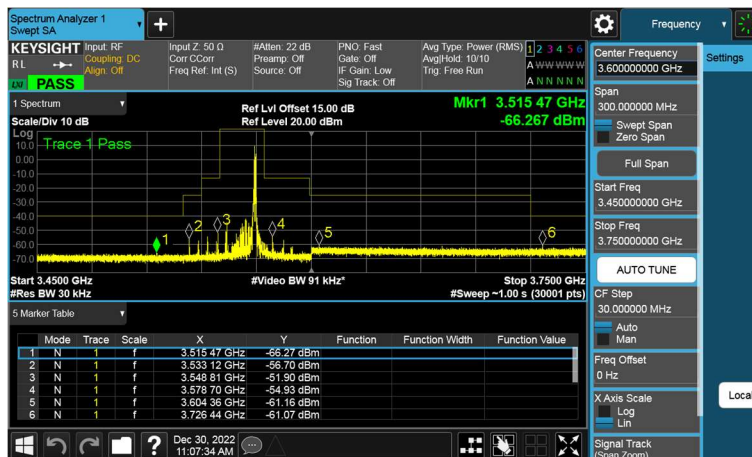 Spectrum Analyzer 1
Swept SA
+
Frequency
KEYSIGHT
RL
LXI
PASS
Input: RF
Coupling: DC
Align: Off
Input Z: 50 Ω
Corr CCorr
Freq Ref: Int (S)
#Atten: 22 dB
Preamp: Off
Source: Off
PNO: Fast
Gate: Off
IF Gain: Low
Sig Track: Off
Avg Type: Power (RMS)
Avg|Hold: 10/10
Trig: Free Run
1 2 3 4 5 6
A W W W W W
A N N N N N
1 Spectrum
Scale/Div 10 dB
Ref Lvl Offset 15.00 dB
Ref Level 20.00 dBm
Mkr1 3.515 47 GHz
-66.267 dBm
Log
Trace 1 Pass
10.0
0.00
-10.0
-20.0
-30.0
-40.0
-50.0
-60.0
-70.0
1
2
3
4
5
6
Start 3.4500 GHz
#Res BW 30 kHz
#Video BW 91 kHz*
Stop 3.7500 GHz
#Sweep ~1.00 s (30001 pts)
5 Marker Table
Mode Trace Scale X Y Function Function Width Function Value
1 N 1 f 3.515 47 GHz -66.27 dBm
2 N 1 f 3.533 12 GHz -56.70 dBm
3 N 1 f 3.548 81 GHz -51.90 dBm
4 N 1 f 3.578 70 GHz -54.93 dBm
5 N 1 f 3.604 36 GHz -61.16 dBm
6 N 1 f 3.726 44 GHz -61.07 dBm
?
Dec 30, 2022
11:07:34 AM
Center Frequency
3.600000000 GHz
Settings
Span
300.000000 MHz
Swept Span
Zero Span
Full Span
Start Freq
3.450000000 GHz
Stop Freq
3.750000000 GHz
AUTO TUNE
CF Step
30.000000 MHz
Auto
Man
Freq Offset
0 Hz
X Axis Scale
Log
Lin
Local
Signal Track
(Span Zoom)